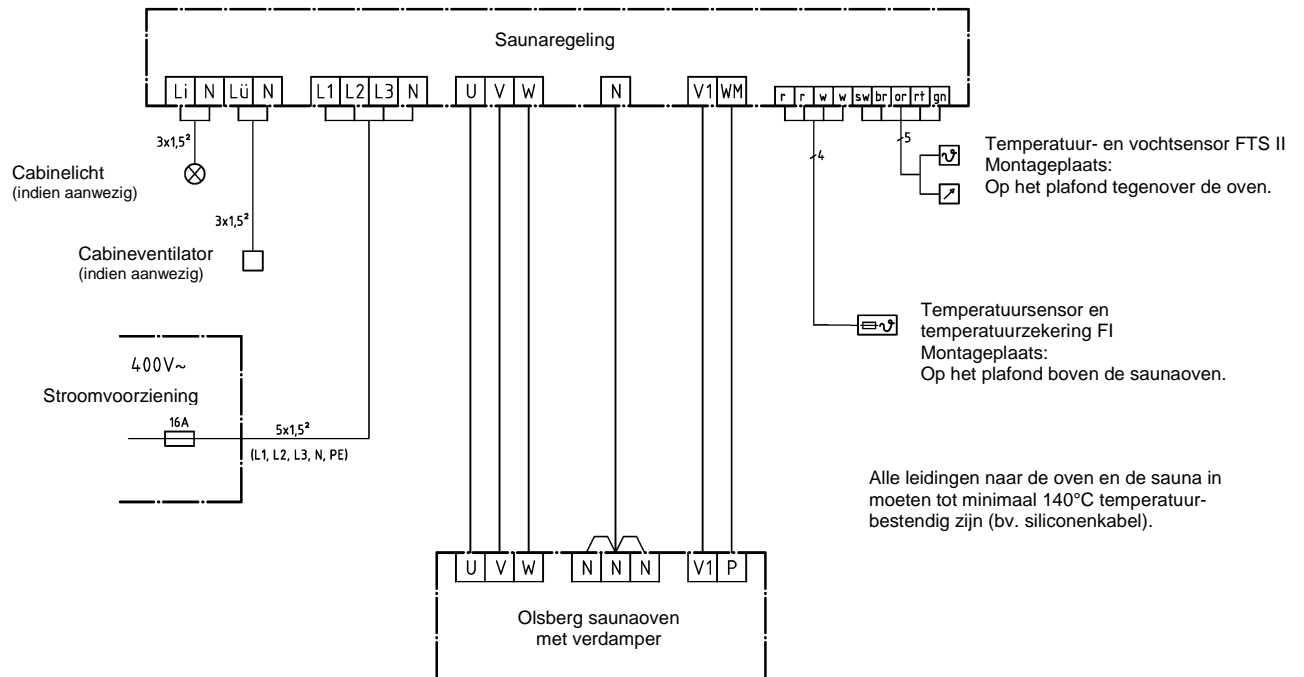 Saunaregeling
Li N Lü N L1 L2 L3 N U V W N V1 WM r r w w sw br or rt gn
3x1,5²
4
5
Temperatuur- en vochtsensor FTS II
Montageplaats:
Op het plafond tegenover de oven.
Cabinelicht
(indien aanwezig)
3x1,5²
Cabineventilator
(indien aanwezig)
Temperatuursensor en
temperatuurzekering FI
Montageplaats:
Op het plafond boven de saunaoven.
400V~
Stroomvoorziening
16A
5x1,5²
(L1, L2, L3, N, PE)
Alle leidingen naar de oven en de sauna in
moeten tot minimaal 140°C temperatuur-
bestendig zijn (bv. siliconenkabel).
U V W N N N V1 P
Olsberg saunaoven
met verdamper